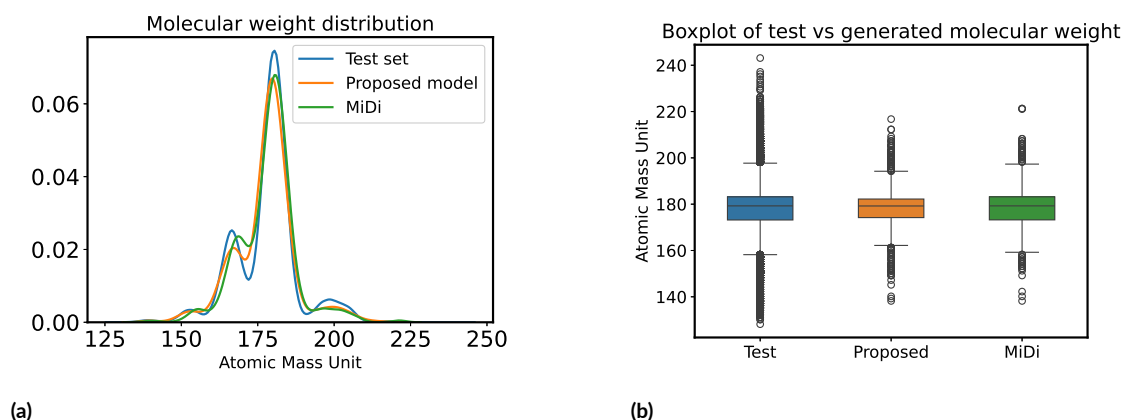 Molecular weight distribution
Test set
Proposed model
MiDi
0.06
0.04
0.02
0.00
125 150 175 200 225 250
Atomic Mass Unit
(a)
Boxplot of test vs generated molecular weight
240
220
200
180
160
140
Atomic Mass Unit
Test Proposed MiDi
(b)